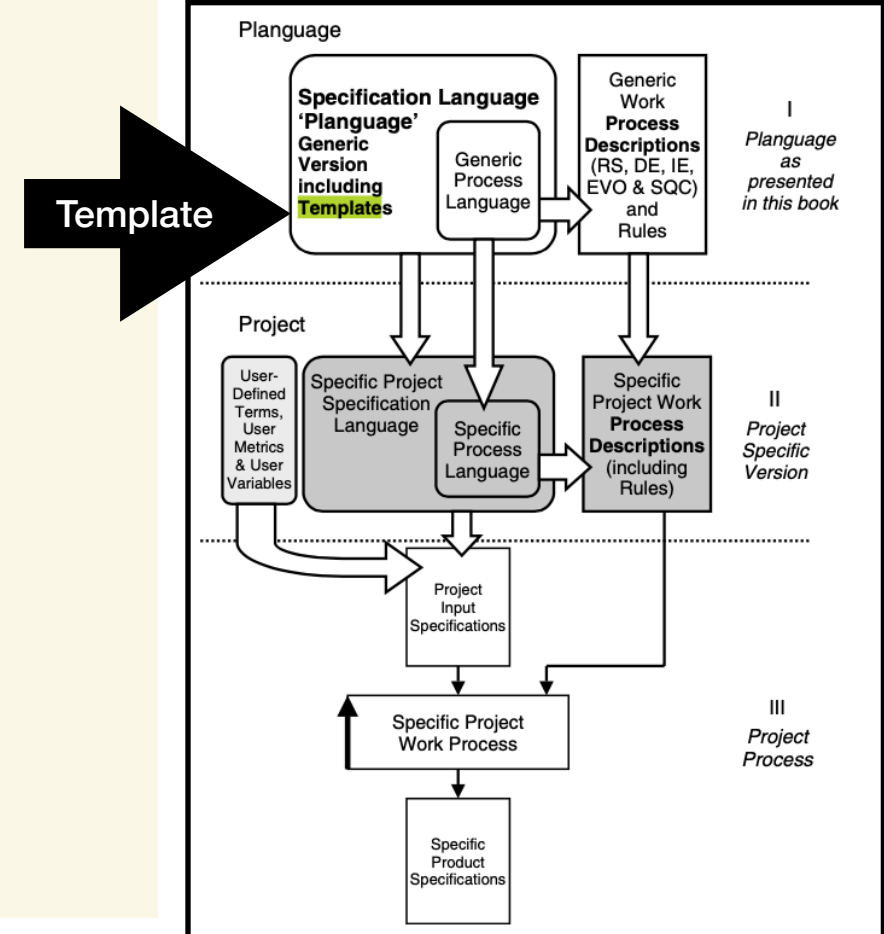 Planguage
Specification Language
‘Planguage’
Generic
Version
including
Templates
Generic
Process
Language
Generic
Work
Process
Descriptions
(RS, DE, IE,
EVO & SQC)
and
Rules
I
Planguage
as
presented
in this book
Template
Project
User-
Defined
Terms,
User
Metrics
& User
Variables
Specific Project
Specification
Language
Specific
Process
Language
Specific
Project Work
Process
Descriptions
(including
Rules)
II
Project
Specific
Version
Project
Input
Specifications
Specific Project
Work Process
III
Project
Process
Specific
Product
Specifications